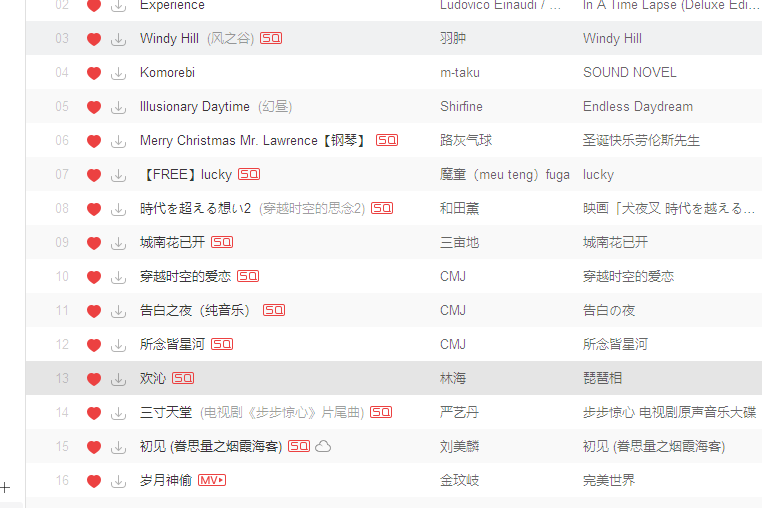 02 Experience Ludovico Einaudi / ... In A Time Lapse (Deluxe Edi...
03 Windy Hill (风之谷) SQ 羽肿 Windy Hill
04 Komorebi m-taku SOUND NOVEL
05 Illusionary Daytime (幻昼) Shirfine Endless Daydream
06 Merry Christmas Mr. Lawrence【钢琴】 SQ 路灰气球 圣诞快乐劳伦斯先生
07 【FREE】lucky SQ 魔童（meu teng）fuga lucky
08 時代を超える想い2 (穿越时空的思念2) SQ 和田薫 映画「犬夜叉 時代を越える...
09 城南花已开 SQ 三亩地 城南花已开
10 穿越时空的爱恋 SQ CMJ 穿越时空的爱恋
11 告白之夜（纯音乐） SQ CMJ 告白の夜
12 所念皆星河 SQ CMJ 所念皆星河
13 欢沁 SQ 林海 琵琶相
14 三寸天堂 (电视剧《步步惊心》片尾曲) SQ 严艺丹 步步惊心 电视剧原声音乐大碟
15 初见 (眷思量之烟霞海客) SQ 刘美麟 初见 (眷思量之烟霞海客)
16 岁月神偷 MV 金玟岐 完美世界